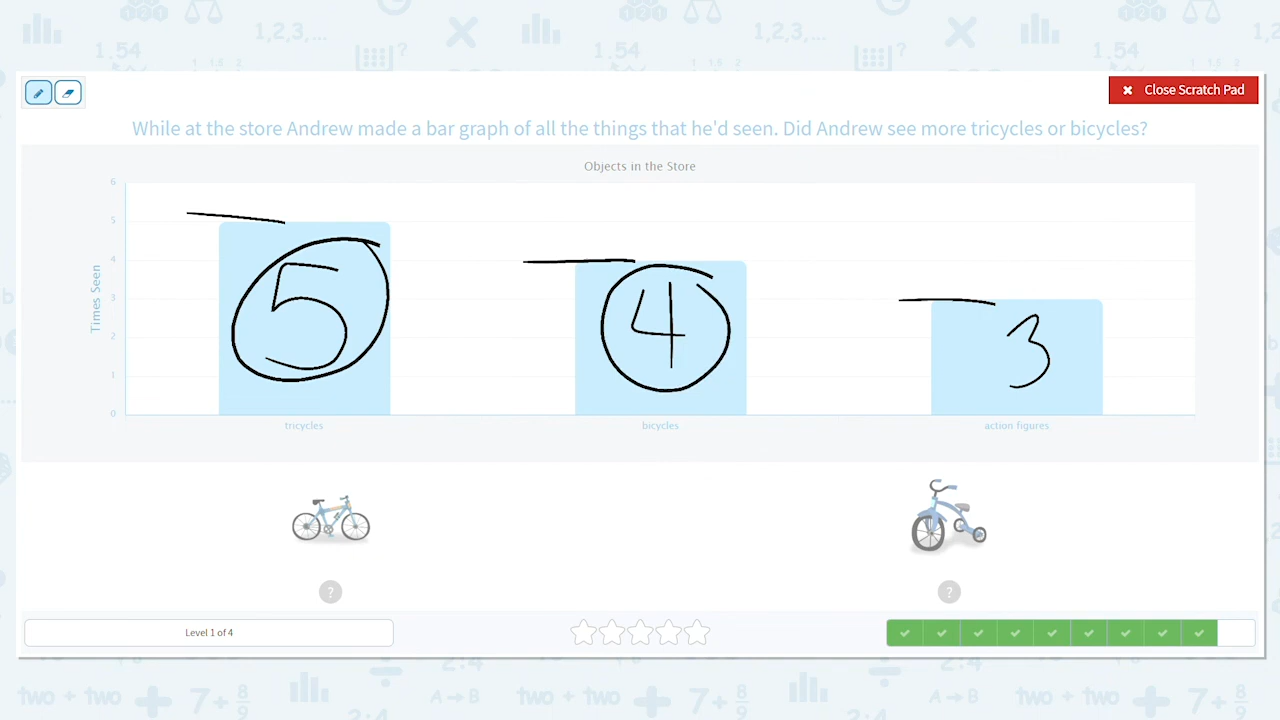 Close Scratch Pad
While at the store Andrew made a bar graph of all the things that he'd seen. Did Andrew see more tricycles or bicycles?
Objects in the Store
Times Seen
6
5
4
3
2
1
0
5
4
3
tricycles
bicycles
action figures
?
?
Level 1 of 4